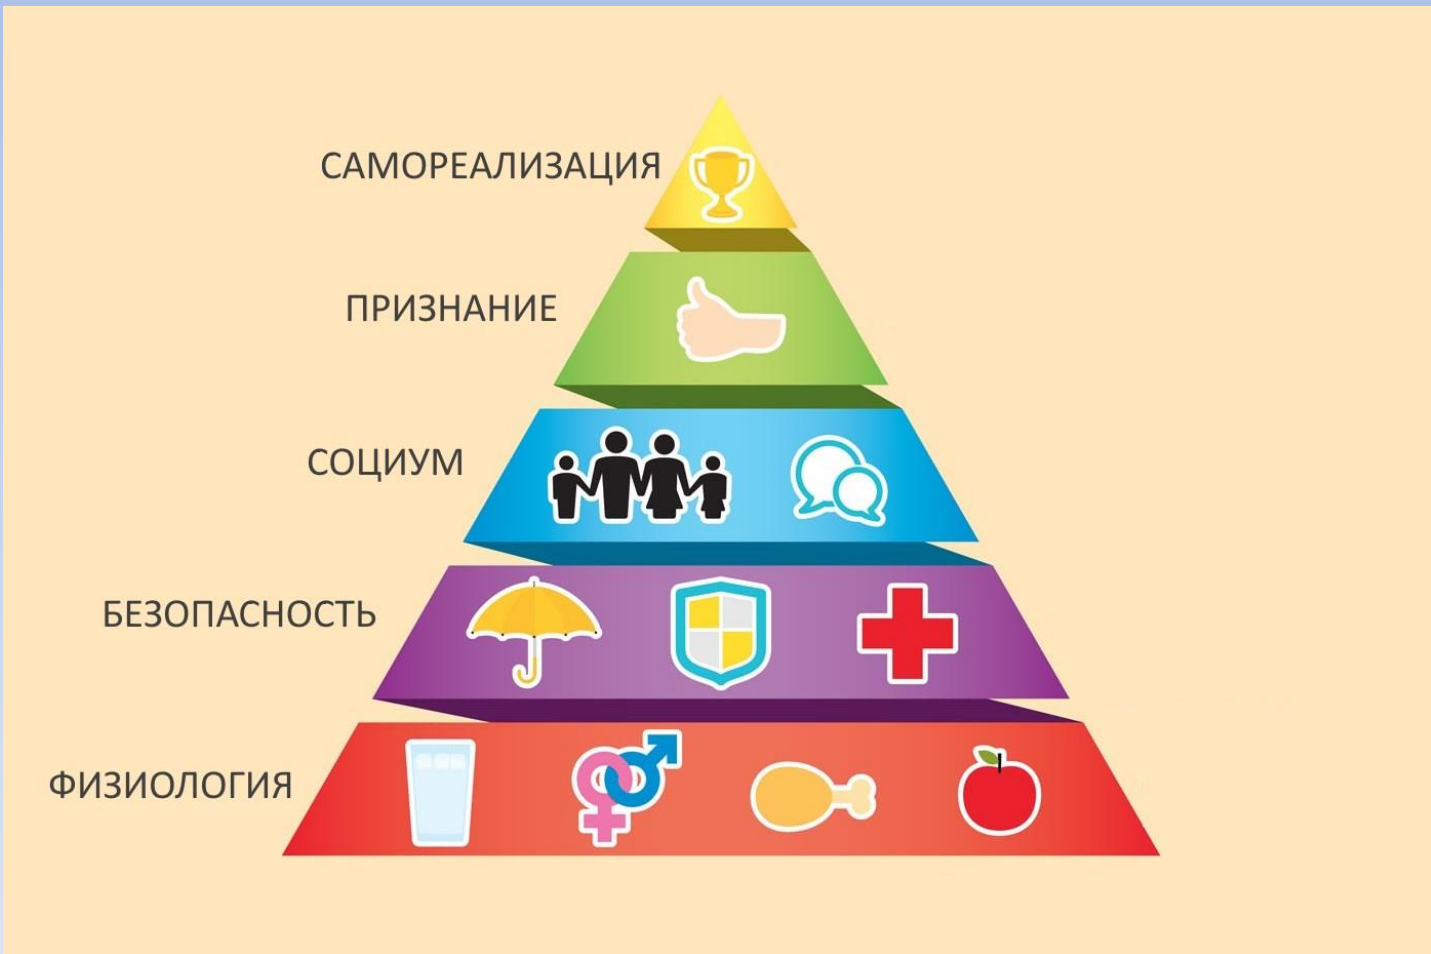 САМОРЕАЛИЗАЦИЯ
ПРИЗНАНИЕ
СОЦИУМ
БЕЗОПАСНОСТЬ
ФИЗИОЛОГИЯ